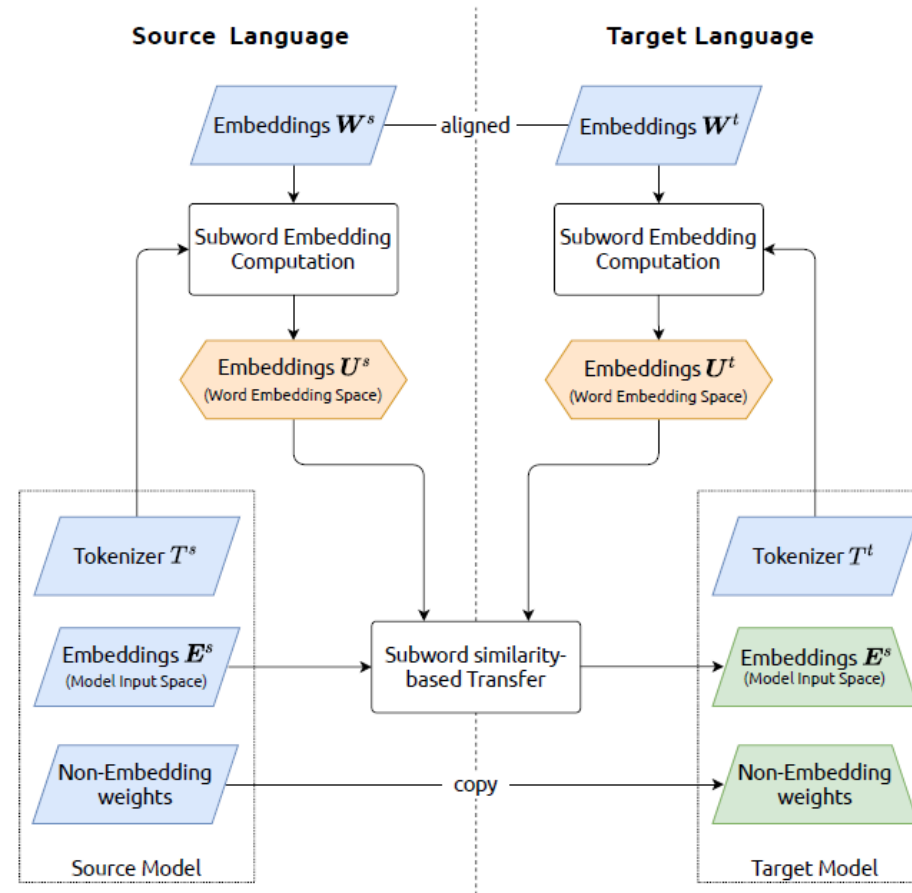 Source Language
Target Language
Embeddings W^s
aligned
Embeddings W^t
Subword Embedding
Computation
Subword Embedding
Computation
Embeddings U^s
(Word Embedding Space)
Embeddings U^t
(Word Embedding Space)
Tokenizer T^s
Tokenizer T^t
Embeddings E^s
(Model Input Space)
Subword similarity-
based Transfer
Embeddings E^s
(Model Input Space)
Non-Embedding
weights
copy
Non-Embedding
weights
Source Model
Target Model